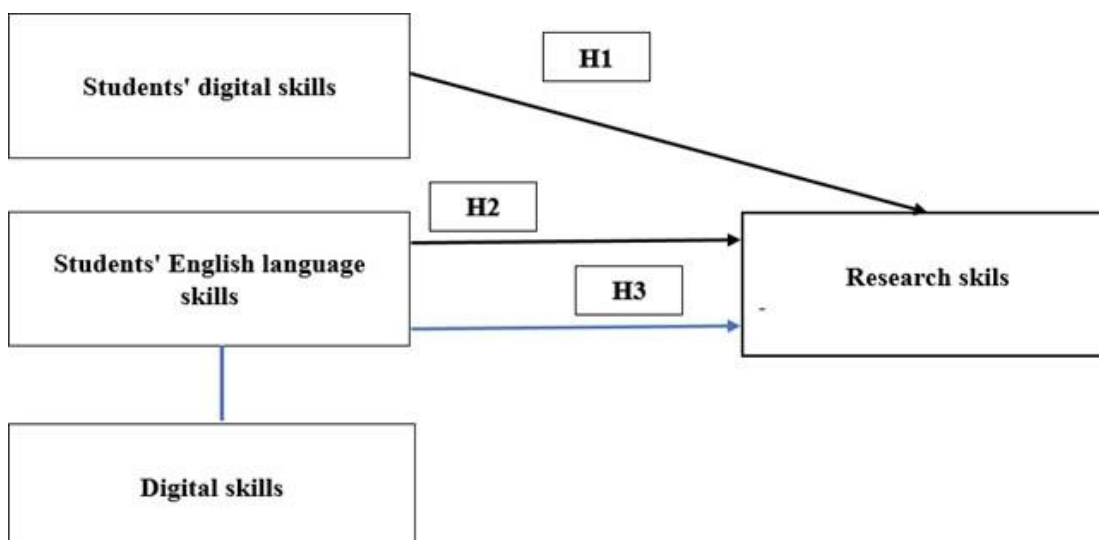 Students' digital skills
H1
H2
Students' English language
skills
H3
Research skils
-
Digital skills